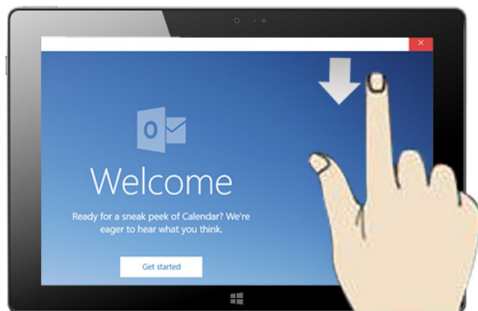 Welcome
Ready for a sneak peek of Calendar? We're
eager to hear what you think.
Get started